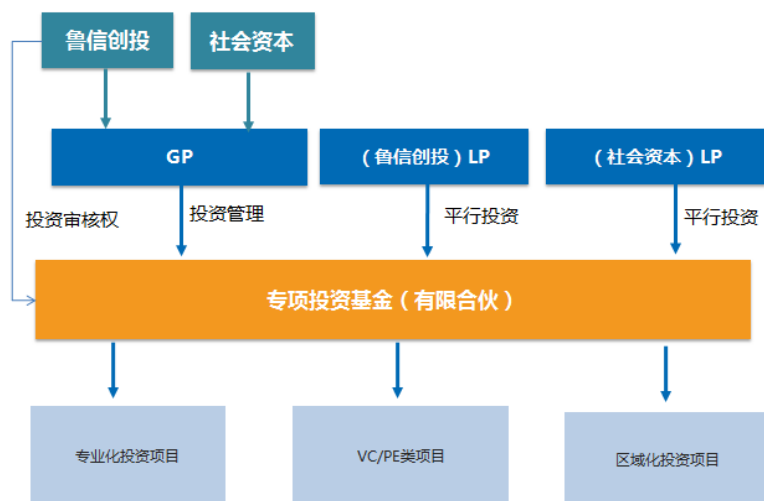 鲁信创投
社会资本
GP
（鲁信创投）LP
（社会资本）LP
投资审核权
投资管理
平行投资
平行投资
专项投资基金（有限合伙）
专业化投资项目
VC/PE类项目
区域化投资项目